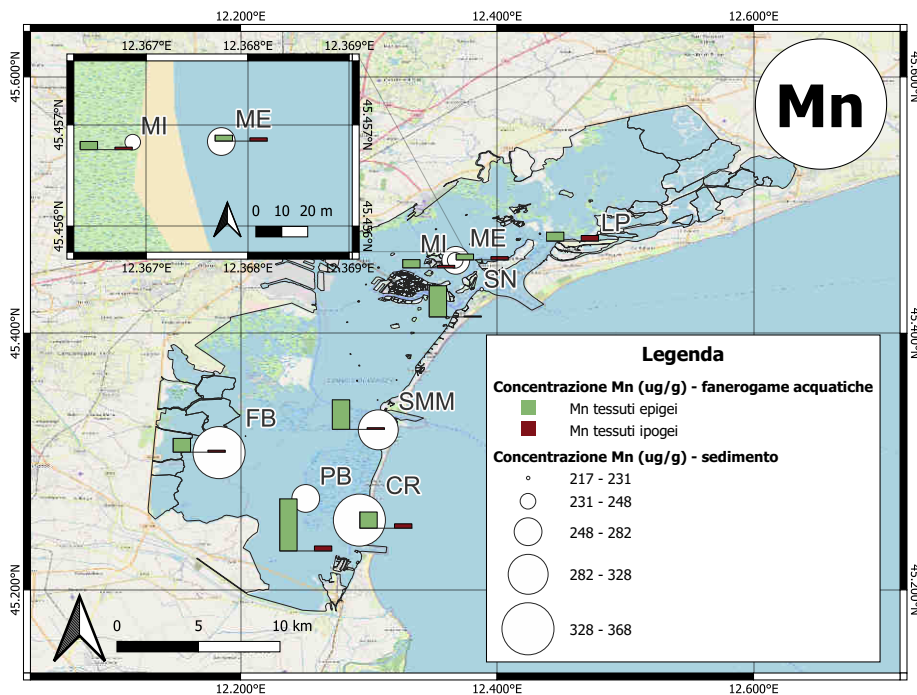 12.200°E 12.400°E 12.600°E
12.367°E 12.368°E 12.369°E
45.600°N
45.600°N
Mn
MI
ME
45.457°N
45.457°N
45.456°N
45.456°N
0 10 20 m
12.367°E 12.368°E 12.369°E
LP
MI
ME
SN
45.400°N
45.400°N
SMM
FB
PB
CR
45.200°N
45.200°N
0 5 10 km
12.200°E 12.400°E 12.600°E
Legenda
Concentrazione Mn (ug/g) - fanerogame acquatiche
Mn tessuti epigei
Mn tessuti ipogei
Concentrazione Mn (ug/g) - sedimento
217 - 231
231 - 248
248 - 282
282 - 328
328 - 368